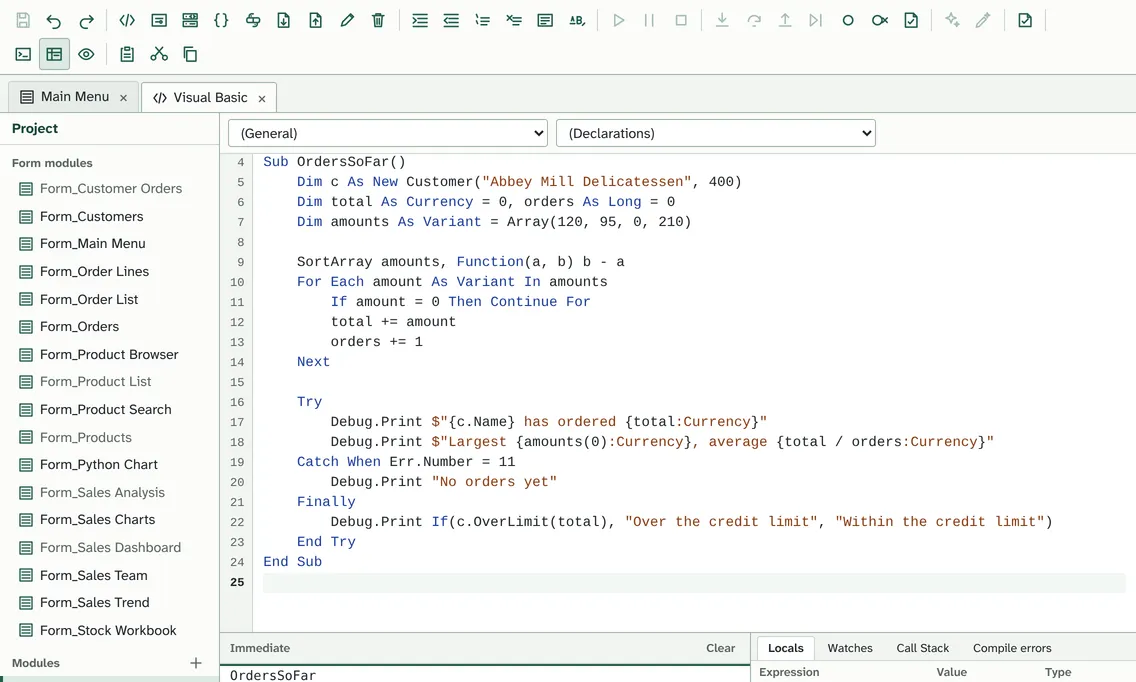 Main Menu ×
Visual Basic ×
Project
(General)
(Declarations)
Form modules
Form_Customer Orders
Form_Customers
Form_Main Menu
Form_Order Lines
Form_Order List
Form_Orders
Form_Product Browser
Form_Product List
Form_Product Search
Form_Products
Form_Python Chart
Form_Sales Analysis
Form_Sales Charts
Form_Sales Dashboard
Form_Sales Team
Form_Sales Trend
Form_Stock Workbook
Modules +
4 Sub OrdersSoFar()
5     Dim c As New Customer("Abbey Mill Delicatessen", 400)
6     Dim total As Currency = 0, orders As Long = 0
7     Dim amounts As Variant = Array(120, 95, 0, 210)
8
9     SortArray amounts, Function(a, b) b - a
10     For Each amount As Variant In amounts
11         If amount = 0 Then Continue For
12         total += amount
13         orders += 1
14     Next
15
16     Try
17         Debug.Print $"{c.Name} has ordered {total:Currency}"
18         Debug.Print $"Largest {amounts(0):Currency}, average {total / orders:Currency}"
19     Catch When Err.Number = 11
20         Debug.Print "No orders yet"
21     Finally
22         Debug.Print If(c.OverLimit(total), "Over the credit limit", "Within the credit limit")
23     End Try
24 End Sub
25
Immediate Clear
OrdersSoFar
Locals Watches Call Stack Compile errors
Expression Value Type